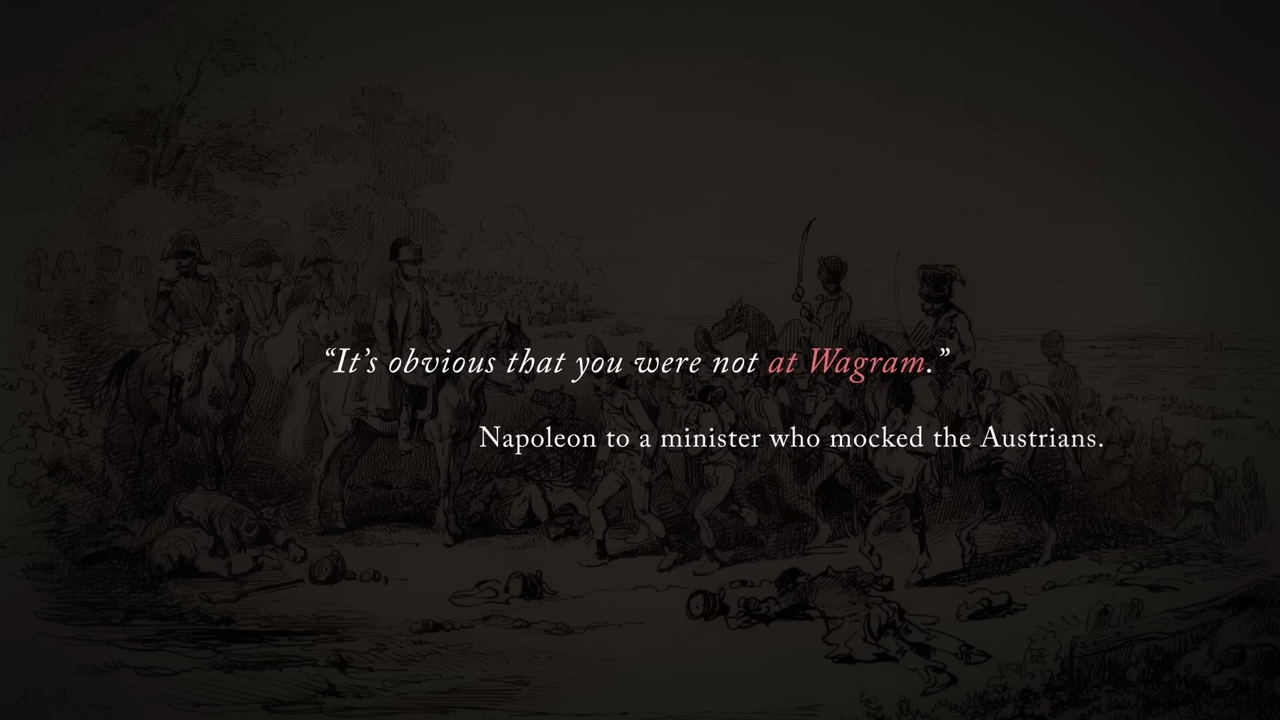 “It’s obvious that you were not at Wagram.”
Napoleon to a minister who mocked the Austrians.